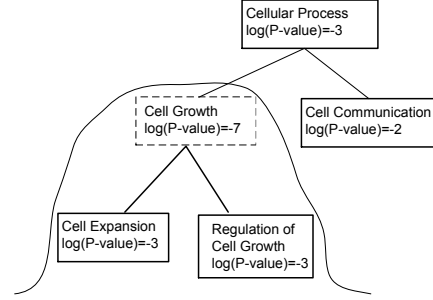 Cellular Process
log(P-value)=-3
Cell Growth
log(P-value)=-7
Cell Communication
log(P-value)=-2
Cell Expansion
log(P-value)=-3
Regulation of
Cell Growth
log(P-value)=-3